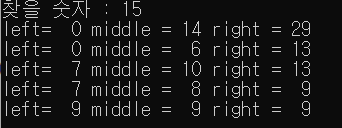 찾을 숫자 : 15
left=  0 middle = 14 right = 29
left=  0 middle =  6 right = 13
left=  7 middle = 10 right = 13
left=  7 middle =  8 right =  9
left=  9 middle =  9 right =  9